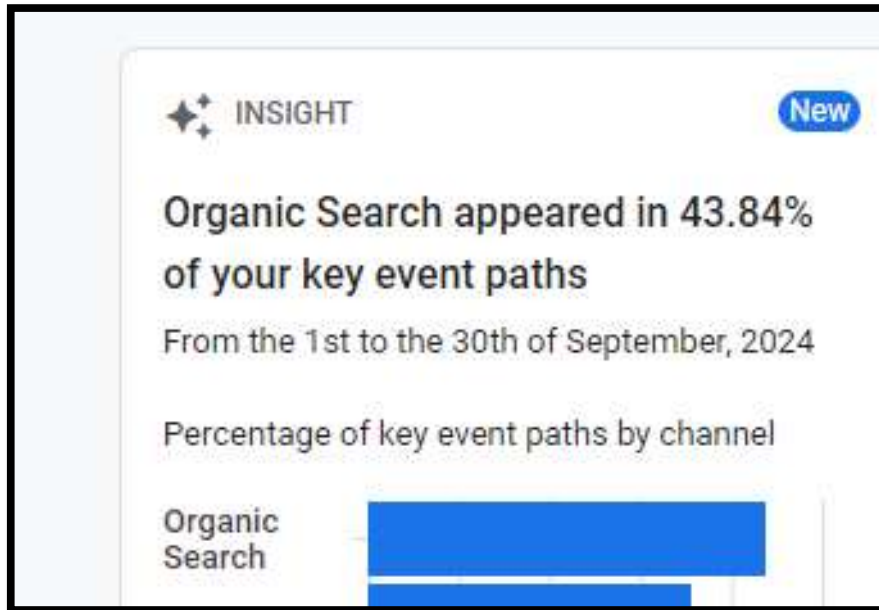 INSIGHT
New
Organic Search appeared in 43.84%
of your key event paths
From the 1st to the 30th of September, 2024
Percentage of key event paths by channel
Organic
Search